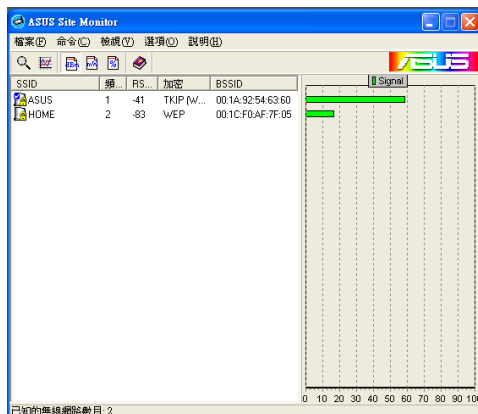 ASUS Site Monitor
檔案(F) 命令(C) 檢視(V) 選項(O) 說明(H)
/SUS
SSID 頻... RS... 加密 BSSID Signal
ASUS 1 -41 TKIP (W... 00:1A:92:54:63:60
HOME 2 -83 WEP 00:1C:F0:AF:7F:05
0 10 20 30 40 50 60 70 80 90 100
已知的無線網路數目: 2